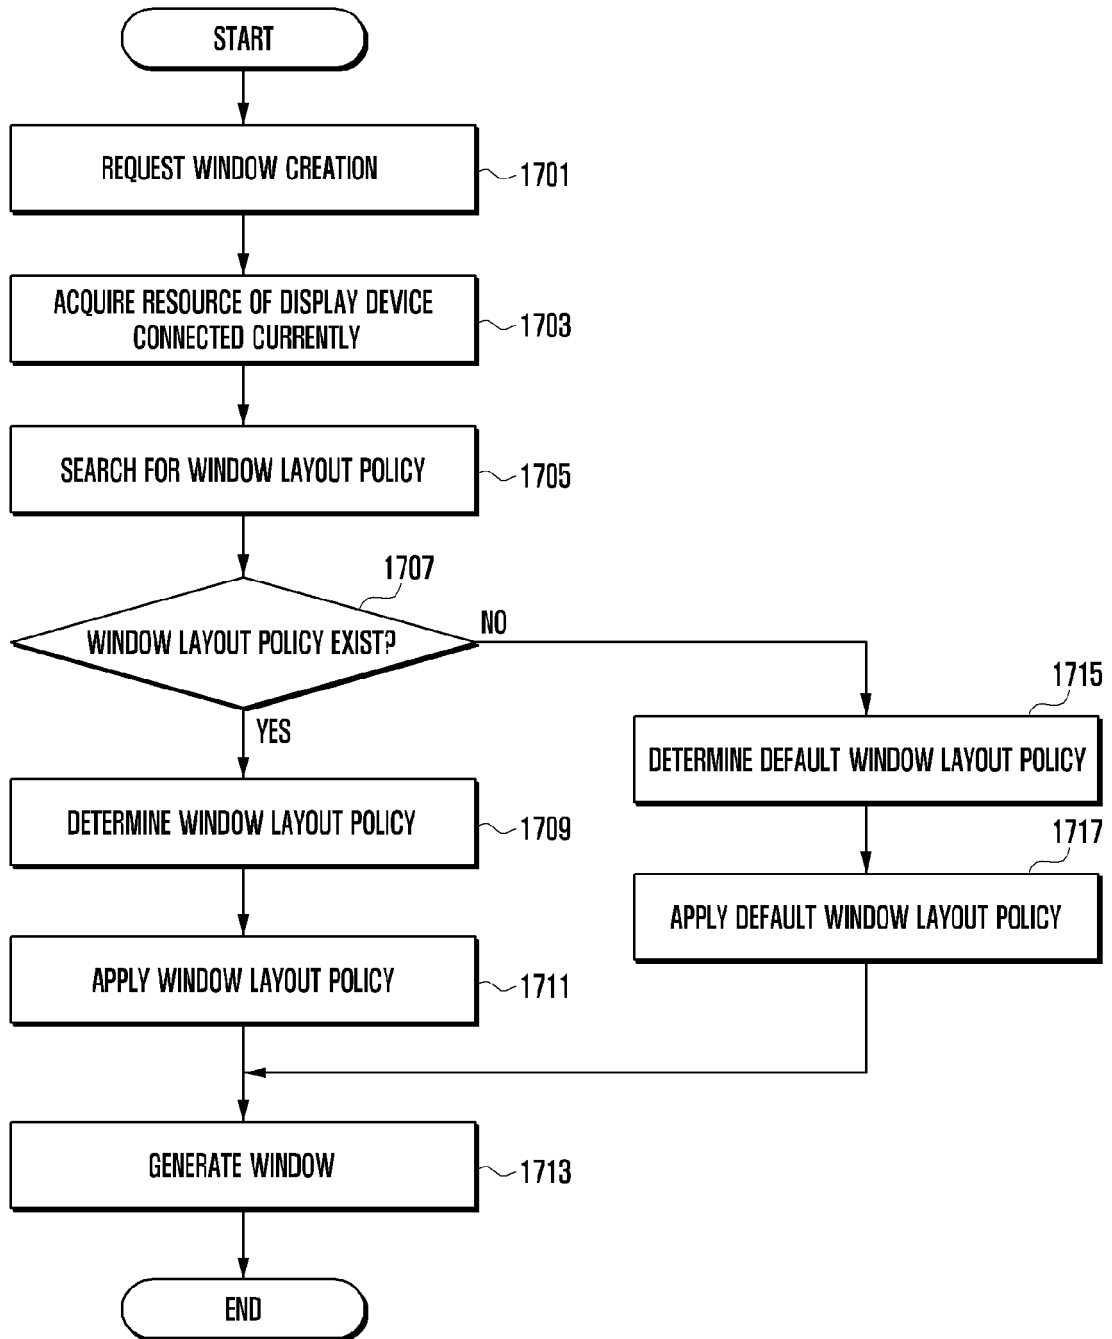 START
REQUEST WINDOW CREATION
1701
ACQUIRE RESOURCE OF DISPLAY DEVICE
CONNECTED CURRENTLY
1703
SEARCH FOR WINDOW LAYOUT POLICY
1705
1707
WINDOW LAYOUT POLICY EXIST?
NO
YES
1715
DETERMINE DEFAULT WINDOW LAYOUT POLICY
DETERMINE WINDOW LAYOUT POLICY
1709
1717
APPLY DEFAULT WINDOW LAYOUT POLICY
APPLY WINDOW LAYOUT POLICY
1711
GENERATE WINDOW
1713
END